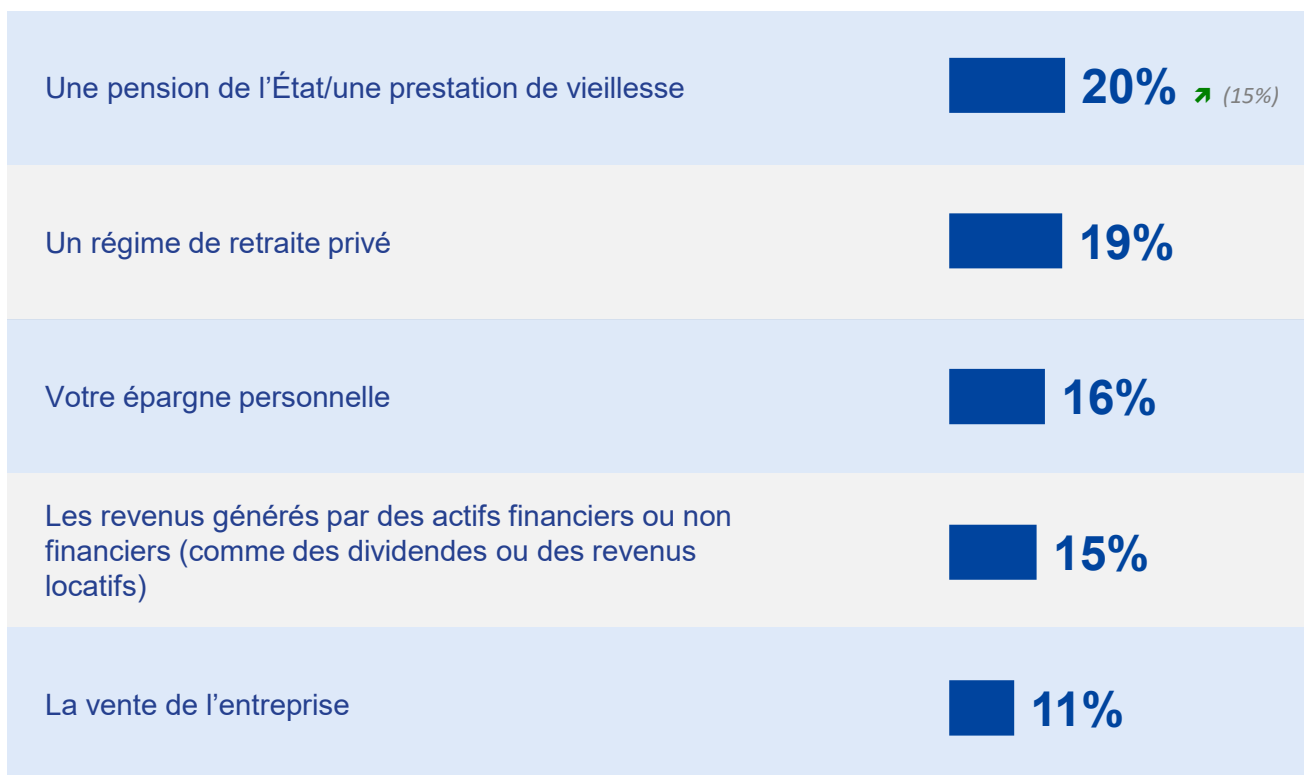 Une pension de l’État/une prestation de vieillesse
20% ↗ (15%)
Un régime de retraite privé
19%
Votre épargne personnelle
16%
Les revenus générés par des actifs financiers ou non
financiers (comme des dividendes ou des revenus
locatifs)
15%
La vente de l’entreprise
11%